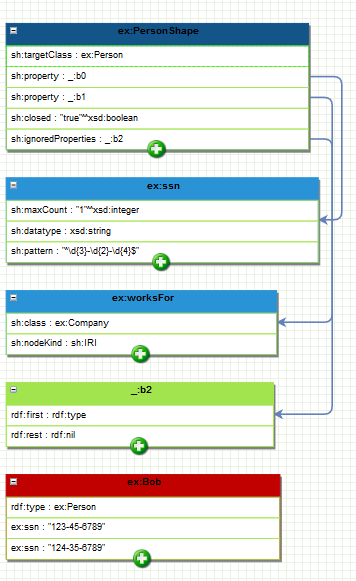 ex:PersonShape
sh:targetClass : ex:Person
sh:property : _:b0
sh:property : _:b1
sh:closed : "true"^^xsd:boolean
sh:ignoredProperties : _:b2
ex:ssn
sh:maxCount : "1"^^xsd:integer
sh:datatype : xsd:string
sh:pattern : "^\d{3}-\d{2}-\d{4}$"
ex:worksFor
sh:class : ex:Company
sh:nodeKind : sh:IRI
_:b2
rdf:first : rdf:type
rdf:rest : rdf:nil
ex:Bob
rdf:type : ex:Person
ex:ssn : "123-45-6789"
ex:ssn : "124-35-6789"